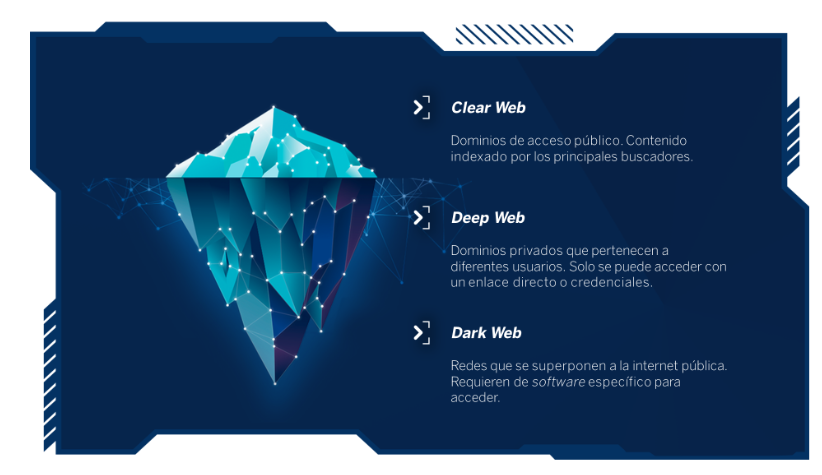 Clear Web
Dominios de acceso público. Contenido
indexado por los principales buscadores.
Deep Web
Dominios privados que pertenecen a
diferentes usuarios. Solo se puede acceder con
un enlace directo o credenciales.
Dark Web
Redes que se superponen a la internet pública.
Requieren de software específico para
acceder.